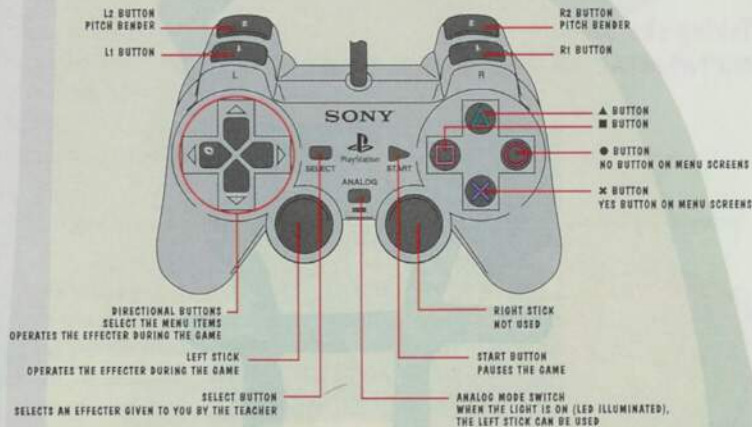 L2 BUTTON
PITCH BENDER
L1 BUTTON
R2 BUTTON
PITCH BENDER
R1 BUTTON
L
R
SONY
PlayStation
SELECT
START
ANALOG
▲ BUTTON
■ BUTTON
● BUTTON
NO BUTTON ON MENU SCREENS
✖ BUTTON
YES BUTTON ON MENU SCREENS
DIRECTIONAL BUTTONS
SELECT THE MENU ITEMS
OPERATES THE EFFECTER DURING THE GAME
LEFT STICK
OPERATES THE EFFECTER DURING THE GAME
SELECT BUTTON
SELECTS AN EFFECTER GIVEN TO YOU BY THE TEACHER
RIGHT STICK
NOT USED
START BUTTON
PAUSES THE GAME
ANALOG MODE SWITCH
WHEN THE LIGHT IS ON (LED ILLUMINATED),
THE LEFT STICK CAN BE USED